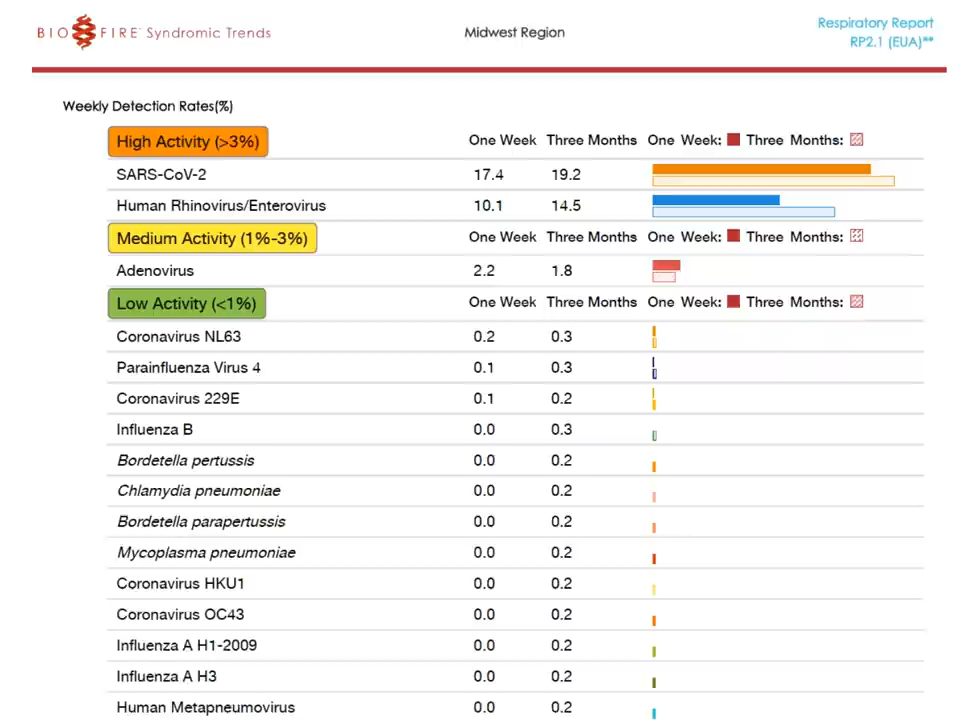 BIO FIRE Syndromic Trends
Midwest Region
Respiratory Report
RP2.1 (EUA)**
Weekly Detection Rates(%)
High Activity (>3%) One Week Three Months One Week: Three Months:
SARS-CoV-2 17.4 19.2
Human Rhinovirus/Enterovirus 10.1 14.5
Medium Activity (1%-3%) One Week Three Months One Week: Three Months:
Adenovirus 2.2 1.8
Low Activity (<1%) One Week Three Months One Week: Three Months:
Coronavirus NL63 0.2 0.3
Parainfluenza Virus 4 0.1 0.3
Coronavirus 229E 0.1 0.2
Influenza B 0.0 0.3
Bordetella pertussis 0.0 0.2
Chlamydia pneumoniae 0.0 0.2
Bordetella parapertussis 0.0 0.2
Mycoplasma pneumoniae 0.0 0.2
Coronavirus HKU1 0.0 0.2
Coronavirus OC43 0.0 0.2
Influenza A H1-2009 0.0 0.2
Influenza A H3 0.0 0.2
Human Metapneumovirus 0.0 0.2